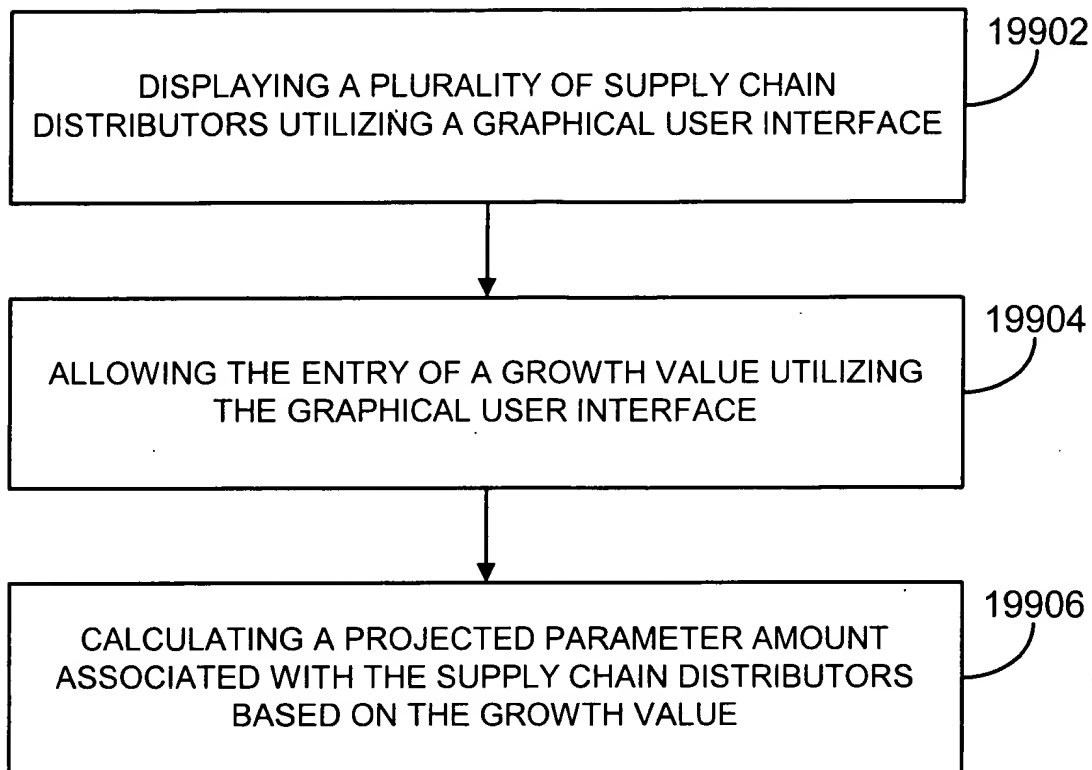 19902
DISPLAYING A PLURALITY OF SUPPLY CHAIN
DISTRIBUTORS UTILIZING A GRAPHICAL USER INTERFACE
19904
ALLOWING THE ENTRY OF A GROWTH VALUE UTILIZING
THE GRAPHICAL USER INTERFACE
19906
CALCULATING A PROJECTED PARAMETER AMOUNT
ASSOCIATED WITH THE SUPPLY CHAIN DISTRIBUTORS
BASED ON THE GROWTH VALUE